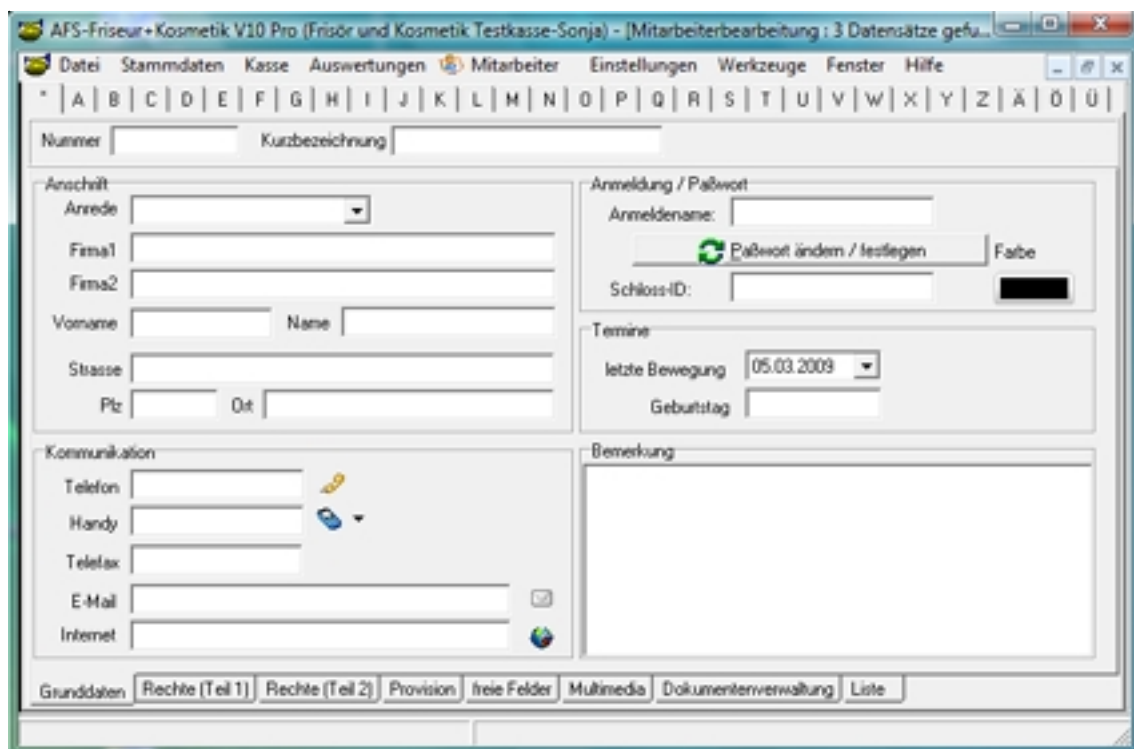 AFS-Friseur+Kosmetik V10 Pro (Frisör und Kosmetik Testkasse-Sonja) - [Mitarbeiterbearbeitung : 3 Datensätze gefu...
Datei Stammdaten Kasse Auswertungen Mitarbeiter Einstellungen Werkzeuge Fenster Hilfe
* A B C D E F G H I J K L M N O P Q R S T U V W X Y Z Ä Ö Ü
Nummer Kurzbezeichnung
Anschrift
Anrede
Firma1
Firma2
Vorname Name
Strasse
Plz Ort
Anmeldung / Paßwort
Anmeldename:
Paßwort ändern / festlegen Farbe
Schloss-ID:
Termine
letzte Bewegung 05.03.2009
Geburtstag
Kommunikation
Telefon
Handy
Telefax
E-Mail
Internet
Bemerkung
Grunddaten Rechte (Teil 1) Rechte (Teil 2) Provision freie Felder Multimedia Dokumentenverwaltung Liste